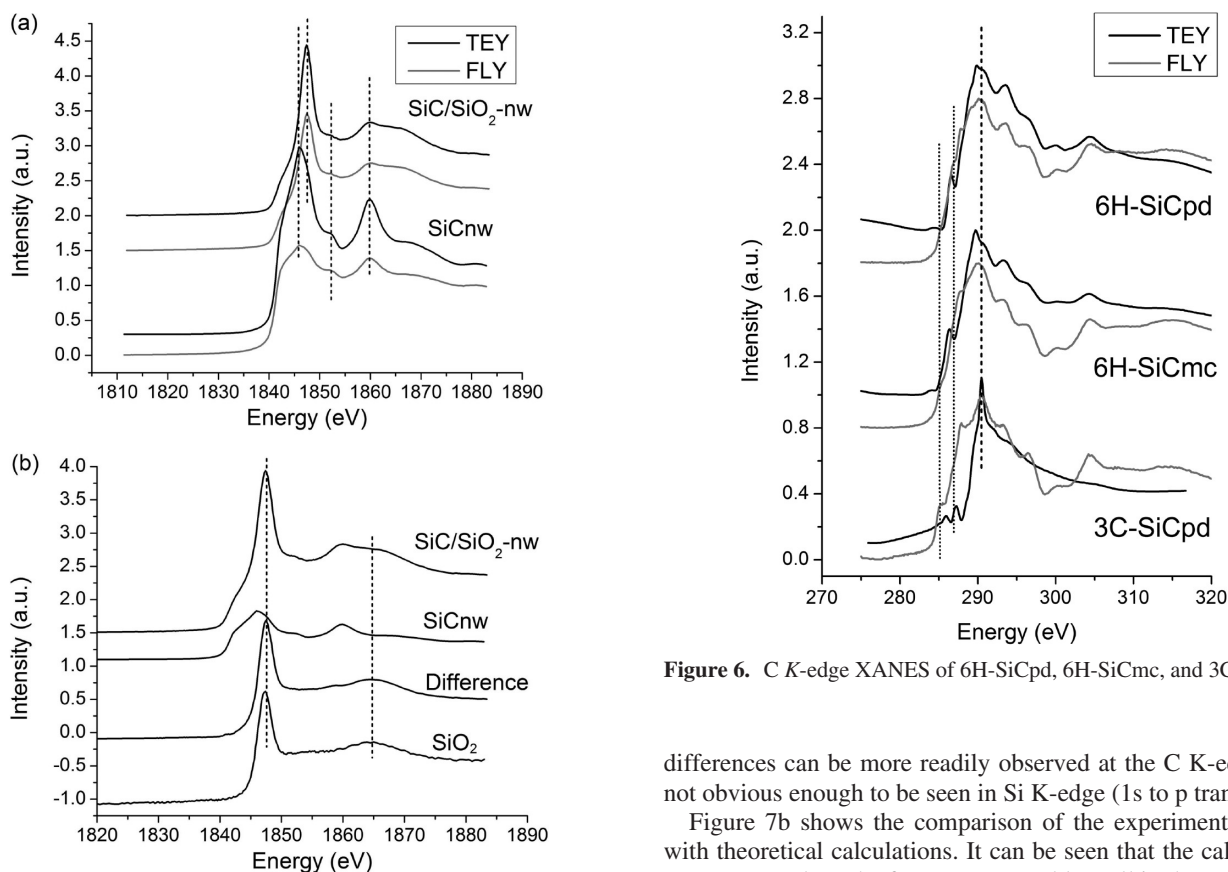 (a)
4.5
4.0
3.5
3.0
2.5
2.0
1.5
1.0
0.5
0.0
Intensity (a.u.)
TEY
FLY
SiC/SiO2-nw
SiCnw
1810 1820 1830 1840 1850 1860 1870 1880 1890
Energy (eV)
(b)
4.0
3.5
3.0
2.5
2.0
1.5
1.0
0.5
0.0
-0.5
-1.0
Intensity (a.u.)
SiC/SiO2-nw
SiCnw
Difference
SiO2
1820 1830 1840 1850 1860 1870 1880 1890
Energy (eV)
3.2
2.8
2.4
2.0
1.6
1.2
0.8
0.4
0.0
Intensity (a.u.)
TEY
FLY
6H-SiCpd
6H-SiCmc
3C-SiCpd
270 280 290 300 310 320
Energy (eV)
Figure 6. C K-edge XANES of 6H-SiCpd, 6H-SiCmc, and 3C
differences can be more readily observed at the C K-ed
not obvious enough to be seen in Si K-edge (1s to p tran
Figure 7b shows the comparison of the experiment
with theoretical calculations. It can be seen that the cal